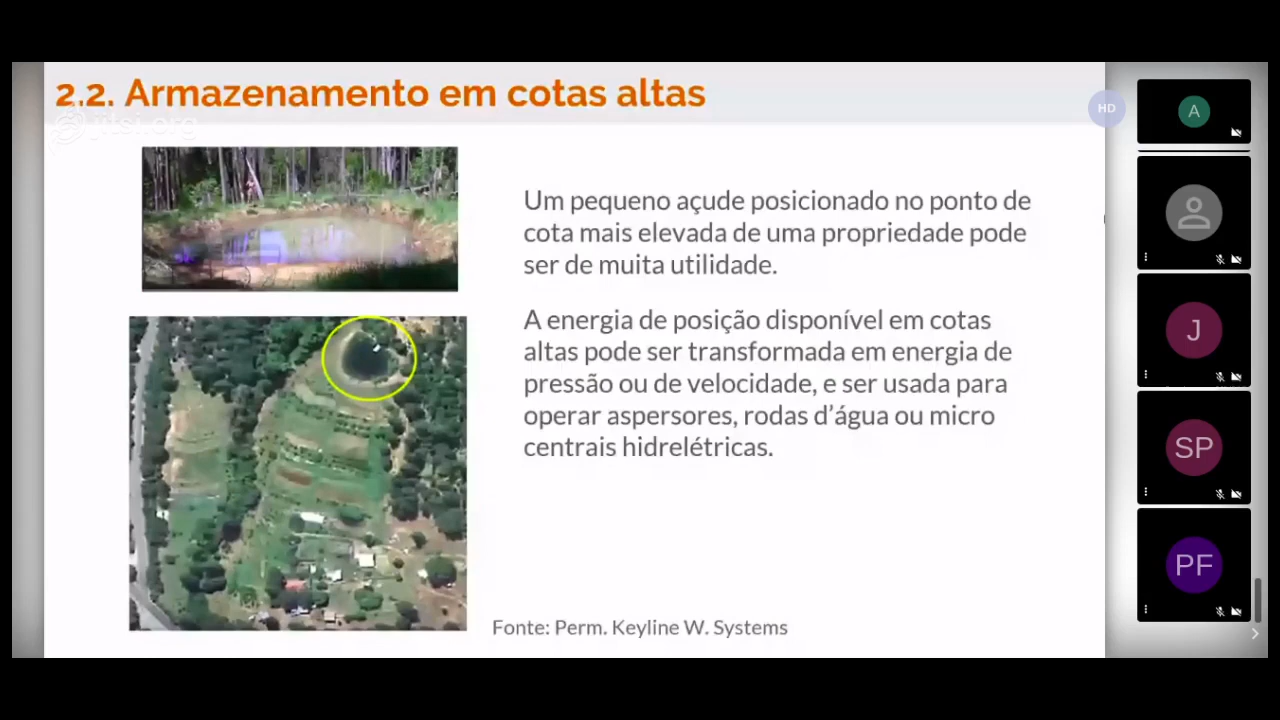 2.2. Armazenamento em cotas altas
jitsi.org
HD
A
Um pequeno açude posicionado no ponto de
cota mais elevada de uma propriedade pode
ser de muita utilidade.
J
A energia de posição disponível em cotas
altas pode ser transformada em energia de
pressão ou de velocidade, e ser usada para
operar aspersores, rodas d'água ou micro
centrais hidrelétricas.
SP
PF
Fonte: Perm. Keyline W. Systems